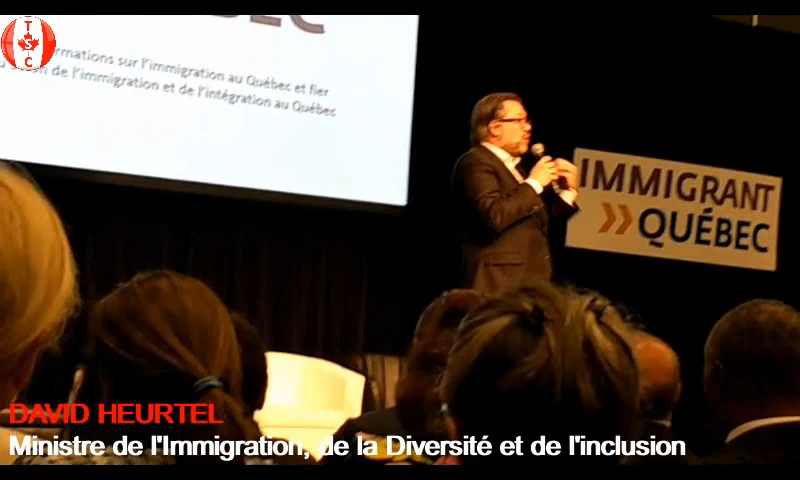 T
S
C
rmations sur l'immigration au Québec et fier
de l'immigration et de l'intégration au Québec
IMMIGRANT
QUÉBEC
DAVID HEURTEL
Ministre de l'Immigration, de la Diversité et de l'inclusion